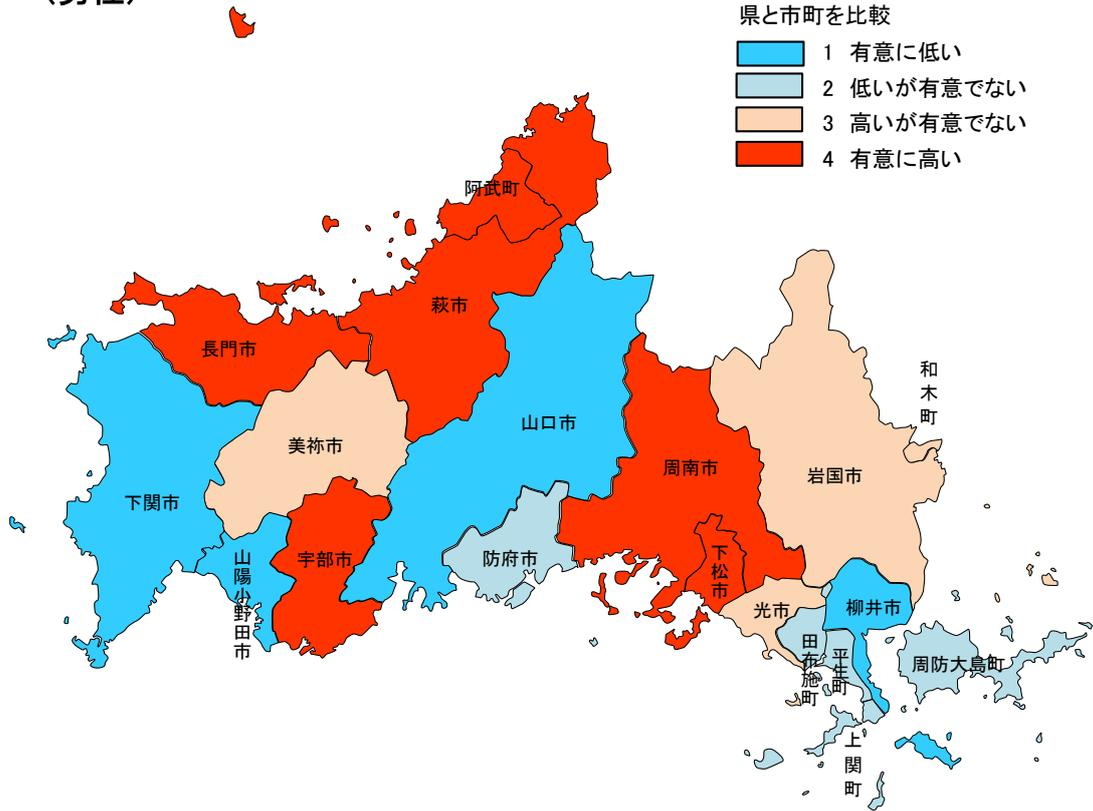 県と市町を比較
1 有意に低い
2 低いが有意でない
3 高いが有意でない
4 有意に高い
阿武町
萩市
長門市
和木町
山口市
美祢市
周南市
岩国市
下関市
山陽小野田市
宇部市
防府市
下松市
光市
柳井市
田布施町
平生町
周防大島町
上関町